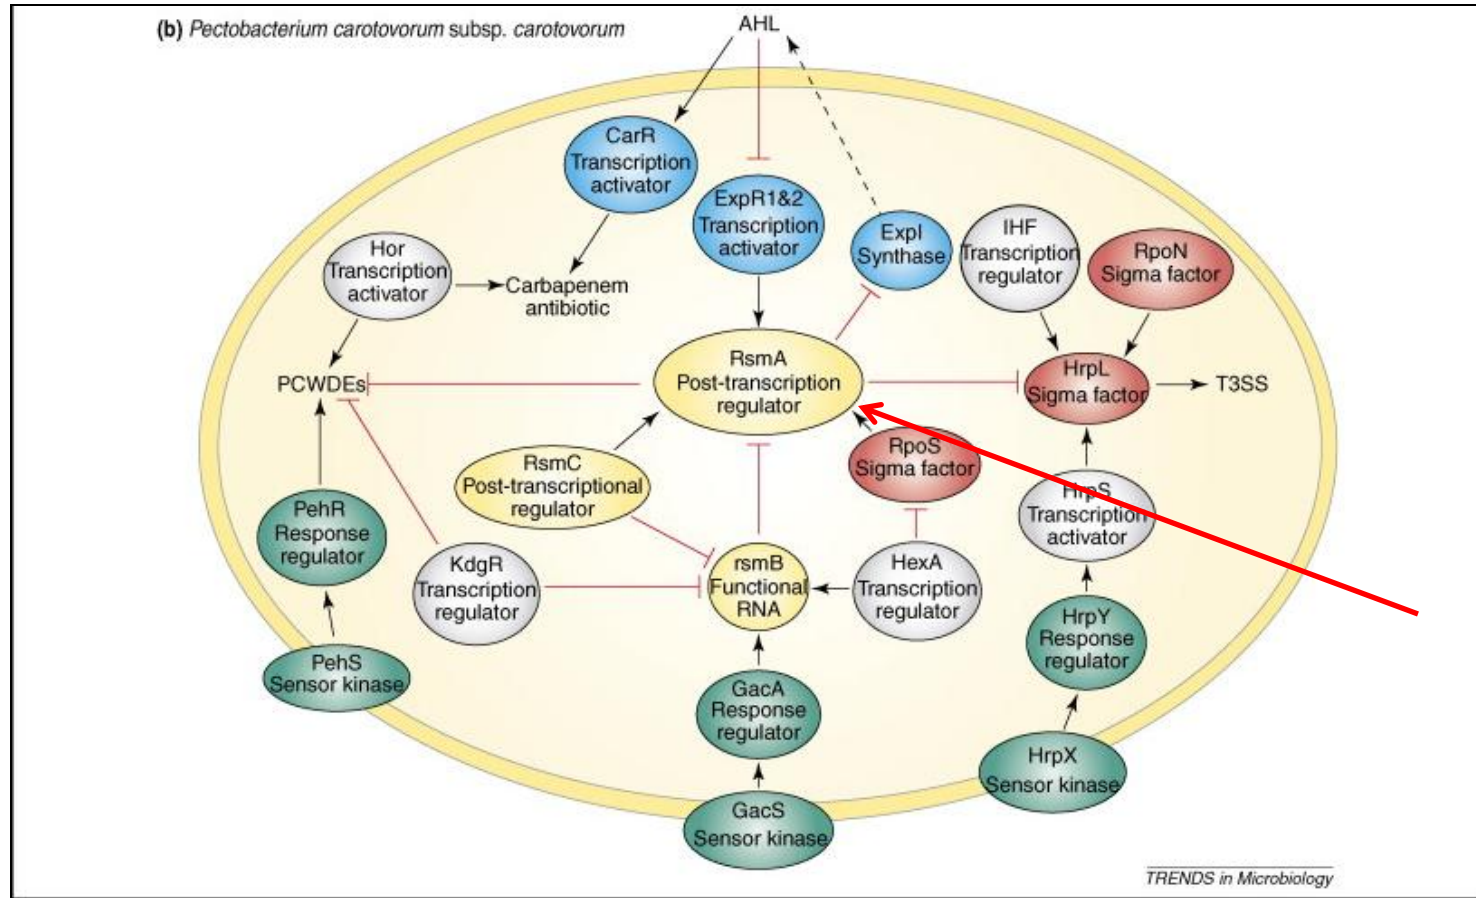 (b) Pectobacterium carotovorum subsp. carotovorum
AHL
CarR
Transcription
activator
ExpR1&2
Transcription
activator
ExpI
Synthase
IHF
Transcription
regulator
RpoN
Sigma factor
Hor
Transcription
activator
Carbapenem
antibiotic
PCWDEs
RsmA
Post-transcription
regulator
HrpL
Sigma factor
T3SS
RsmC
Post-transcriptional
regulator
RpoS
Sigma factor
HrpS
Transcription
activator
PehR
Response
regulator
KdgR
Transcription
regulator
rsmB
Functional
RNA
HexA
Transcription
regulator
HrpY
Response
regulator
PehS
Sensor kinase
GacA
Response
regulator
HrpX
Sensor kinase
GacS
Sensor kinase
TRENDS in Microbiology